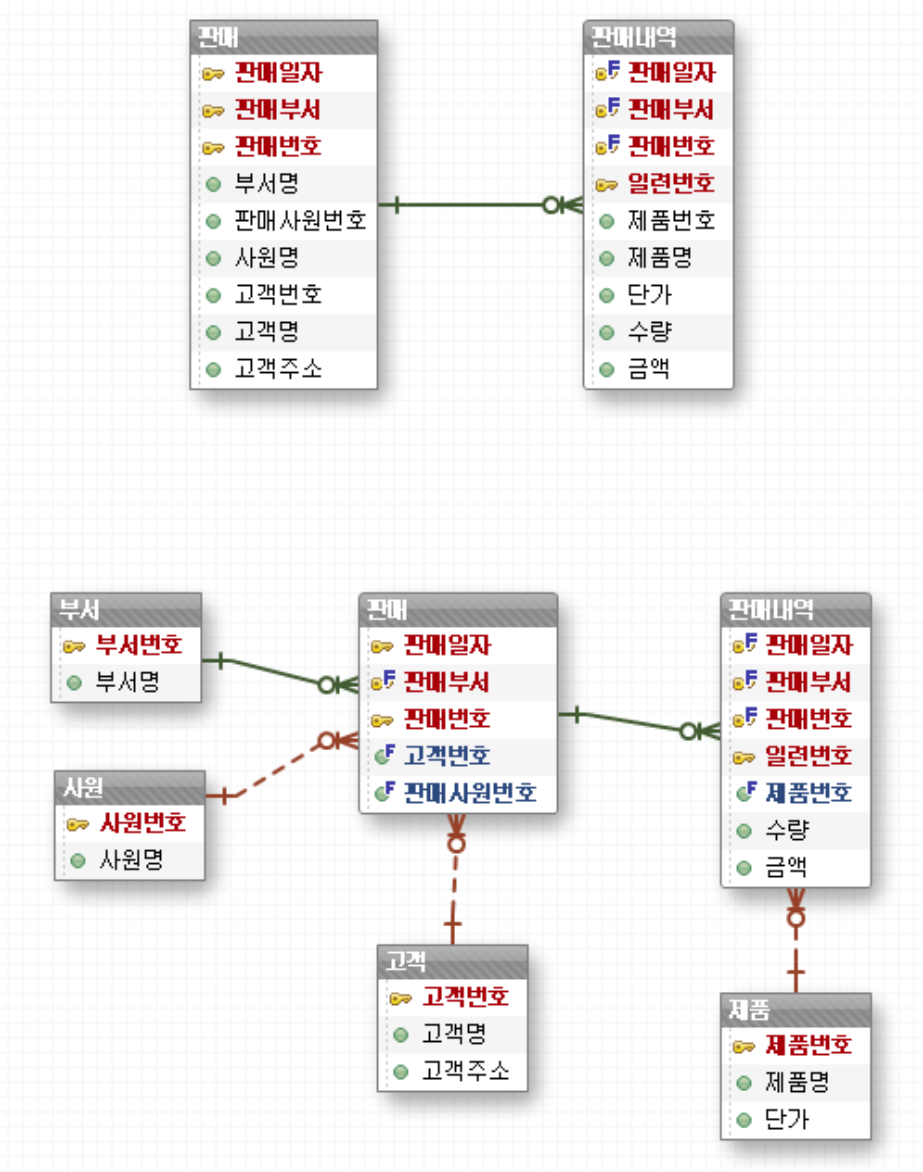 판매
판매일자
판매부서
판매번호
부서명
판매사원번호
사원명
고객번호
고객명
고객주소
판매내역
F 판매일자
F 판매부서
F 판매번호
일련번호
제품번호
제품명
단가
수량
금액
부서
부서번호
부서명
사원
사원번호
사원명
판매
판매일자
F 판매부서
판매번호
F 고객번호
F 판매사원번호
고객
고객번호
고객명
고객주소
판매내역
F 판매일자
F 판매부서
F 판매번호
일련번호
F 제품번호
수량
금액
제품
제품번호
제품명
단가